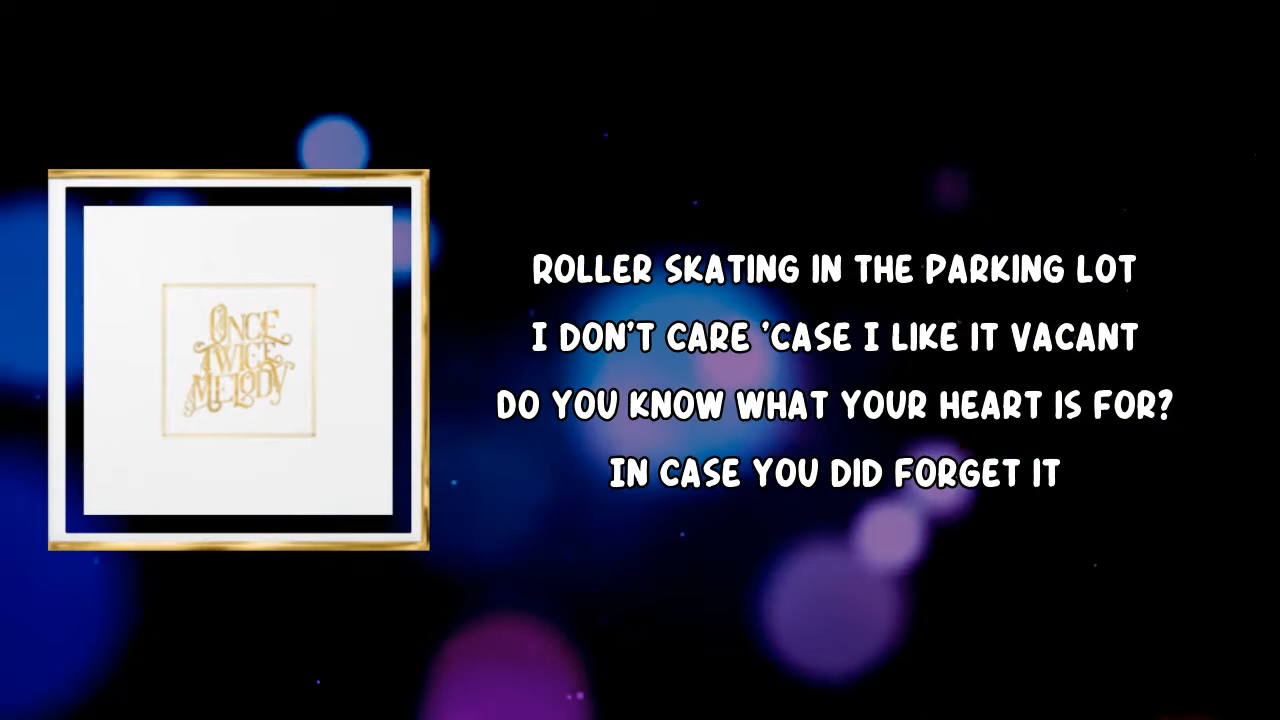 ONCE
TWICE
MELODY
ROLLER SKATING IN THE PARKING LOT
I DON'T CARE 'CASE I LIKE IT VACANT
DO YOU KNOW WHAT YOUR HEART IS FOR?
IN CASE YOU DID FORGET IT